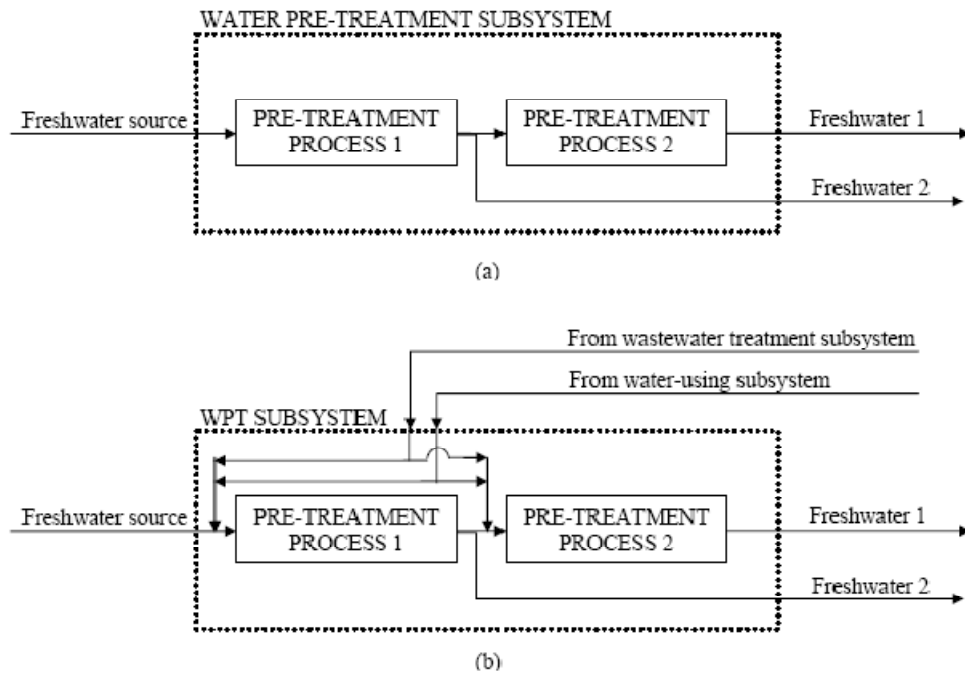 WATER PRE-TREATMENT SUBSYSTEM
Freshwater source
PRE-TREATMENT
PROCESS 1
PRE-TREATMENT
PROCESS 2
Freshwater 1
Freshwater 2
(a)
From wastewater treatment subsystem
From water-using subsystem
WPT SUBSYSTEM
Freshwater source
PRE-TREATMENT
PROCESS 1
PRE-TREATMENT
PROCESS 2
Freshwater 1
Freshwater 2
(b)